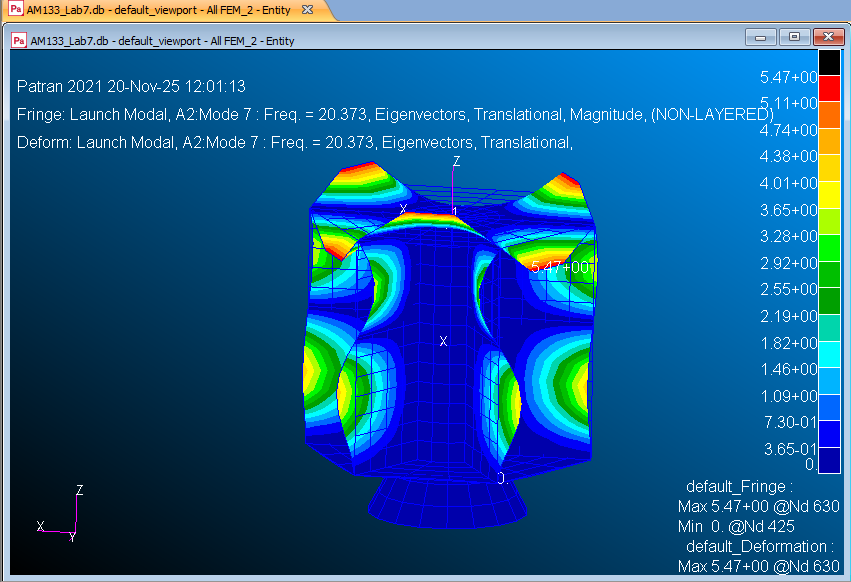 Pa AM133_Lab7.db - default_viewport - All FEM_2 - Entity
Pa AM133_Lab7.db - default_viewport - All FEM_2 - Entity
Patran 2021 20-Nov-25 12:01:13
Fringe: Launch Modal, A2:Mode 7 : Freq. = 20.373, Eigenvectors, Translational, Magnitude, (NON-LAYERED)
Deform: Launch Modal, A2:Mode 7 : Freq. = 20.373, Eigenvectors, Translational,
5.47+00
5.11+00
4.74+00
4.38+00
4.01+00
3.65+00
3.28+00
2.92+00
2.55+00
2.19+00
1.82+00
1.46+00
1.09+00
7.30-01
3.65-01
0.
Z
X
1
5.47+00
X
0.
Z
X
Y
default_Fringe :
Max 5.47+00 @Nd 630
Min 0. @Nd 425
default_Deformation :
Max 5.47+00 @Nd 630